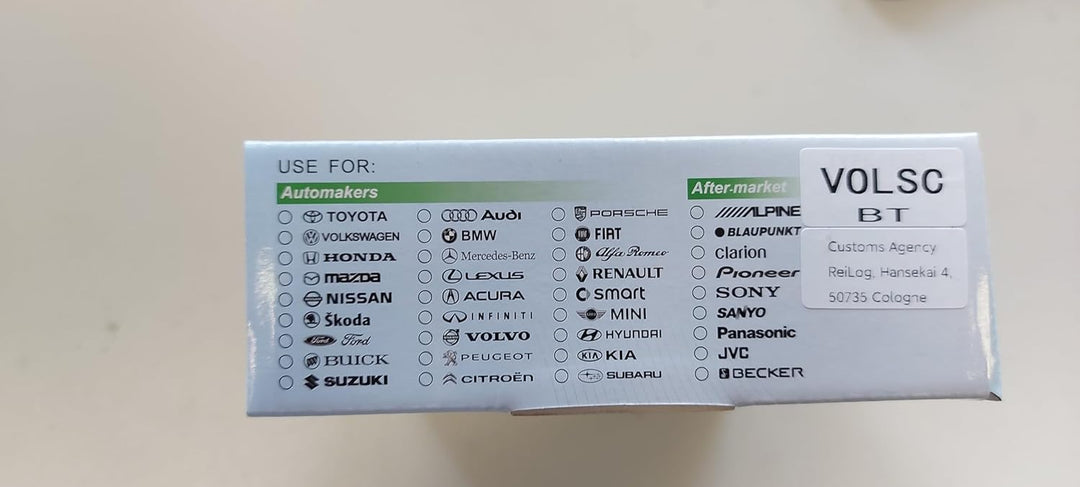 USE FOR:
Automakers
TOYOTA
VOLKSWAGEN
HONDA
mazda
NISSAN
Škoda
Ford Ford
BUICK
SUZUKI
Audi
BMW
Mercedes-Benz
LEXUS
ACURA
INFINITI
VOLVO
PEUGEOT
CITROËN
PORSCHE
FIAT
Alfa Romeo
RENAULT
smart
MINI
HYUNDAI
KIA KIA
SUBARU
After-market
ALPINE
BLAUPUNKT
Clarion
Pioneer
SONY
SANYO
Panasonic
JVC
BECKER
VOLSC
BT
Customs Agency
ReiLog, Hansekai 4,
50735 Cologne